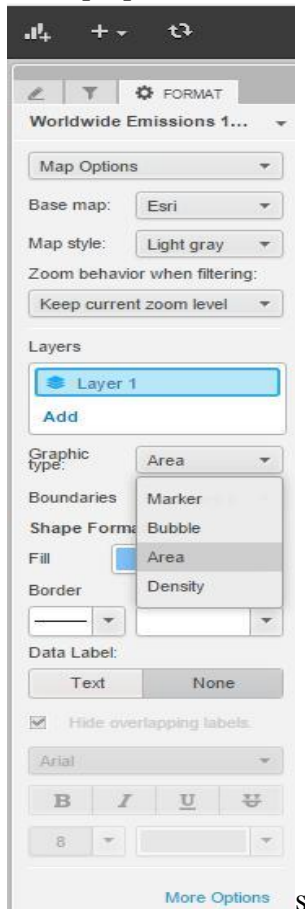 FORMAT
Worldwide Emissions 1...
Map Options
Base map: Esri
Map style: Light gray
Zoom behavior when filtering:
Keep current zoom level
Layers
Layer 1
Add
Graphic type: Area
Boundaries Marker
Shape Forma Bubble
Fill Area
Border Density
Data Label:
Text None
Hide overlapping labels.
Arial
B I U U
8
More Options
s